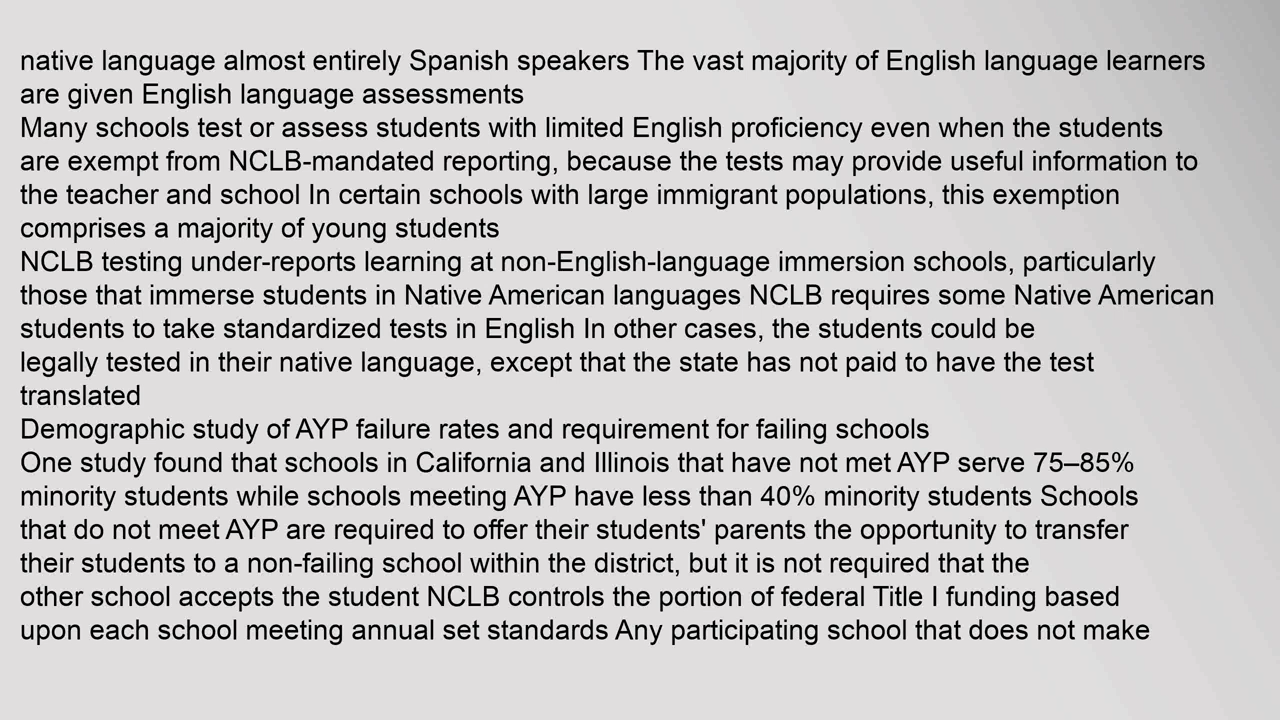 native language almost entirely Spanish speakers The vast majority of English language learners
are given English language assessments
Many schools test or assess students with limited English proficiency even when the students
are exempt from NCLB-mandated reporting, because the tests may provide useful information to
the teacher and school In certain schools with large immigrant populations, this exemption
comprises a majority of young students
NCLB testing under-reports learning at non-English-language immersion schools, particularly
those that immerse students in Native American languages NCLB requires some Native American
students to take standardized tests in English In other cases, the students could be
legally tested in their native language, except that the state has not paid to have the test
translated
Demographic study of AYP failure rates and requirement for failing schools
One study found that schools in California and Illinois that have not met AYP serve 75–85%
minority students while schools meeting AYP have less than 40% minority students Schools
that do not meet AYP are required to offer their students' parents the opportunity to transfer
their students to a non-failing school within the district, but it is not required that the
other school accepts the student NCLB controls the portion of federal Title I funding based
upon each school meeting annual set standards Any participating school that does not make